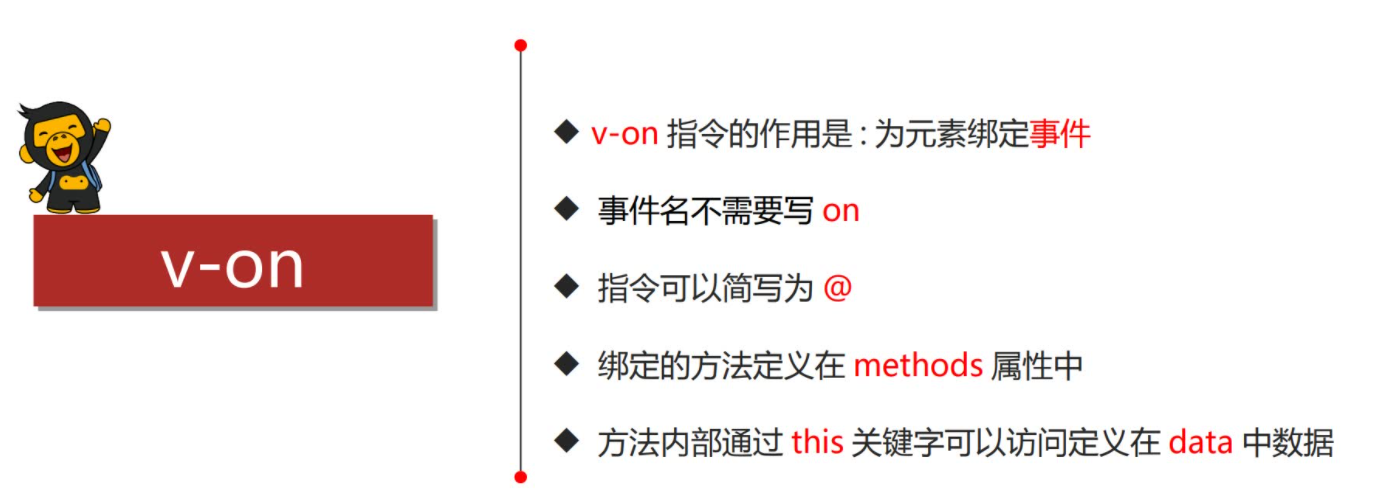 v-on
v-on 指令的作用是 : 为元素绑定事件
事件名不需要写 on
指令可以简写为 @
绑定的方法定义在 methods 属性中
方法内部通过 this 关键字可以访问定义在 data 中数据